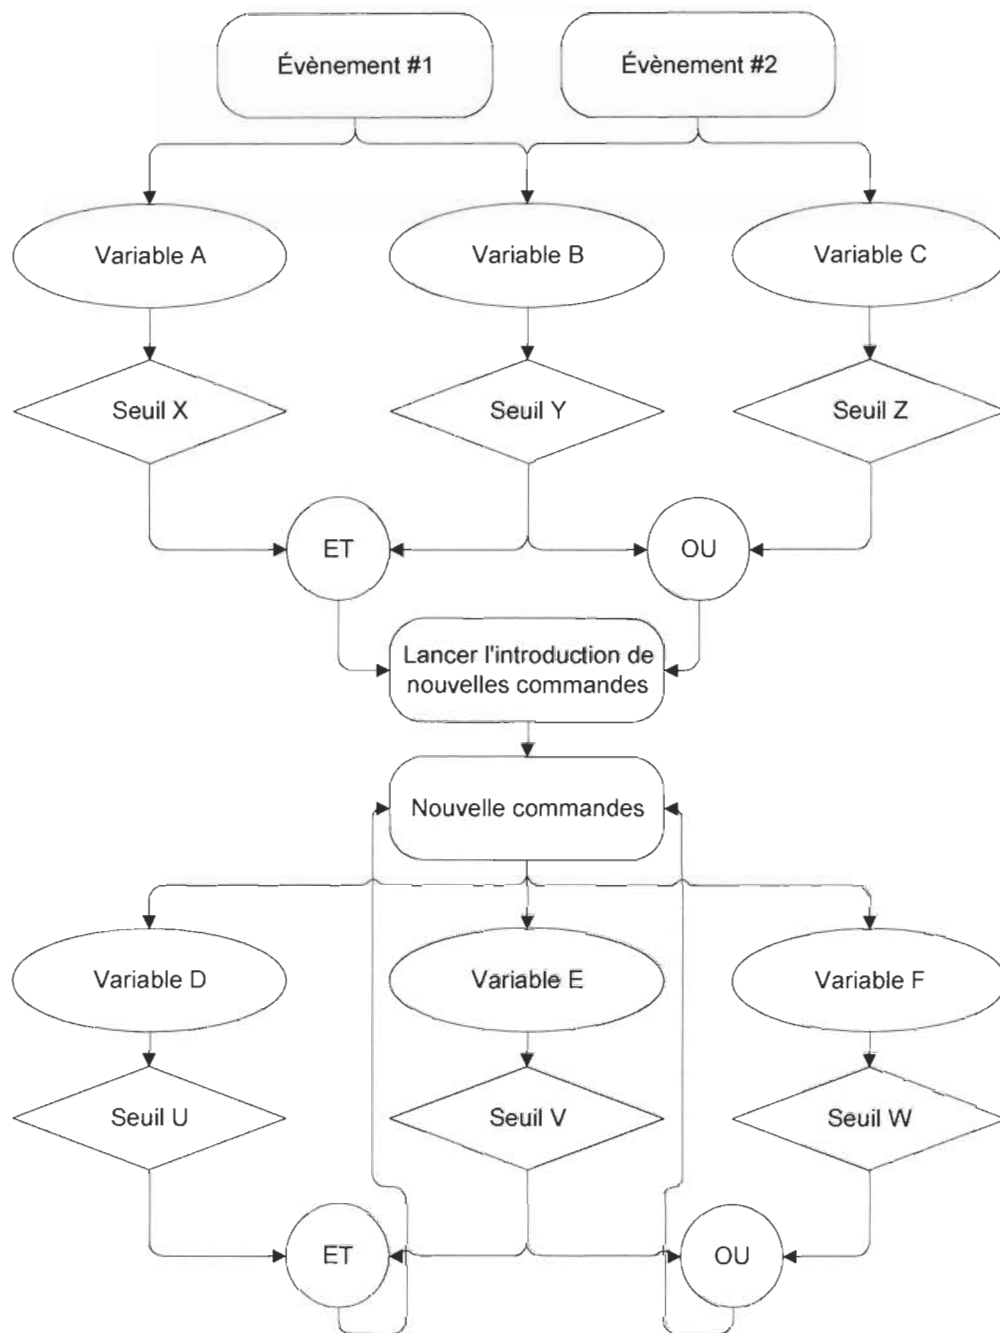 Évènement #1
Évènement #2
Variable A
Variable B
Variable C
Seuil X
Seuil Y
Seuil Z
ET
OU
Lancer l'introduction de
nouvelles commandes
Nouvelle commandes
Variable D
Variable E
Variable F
Seuil U
Seuil V
Seuil W
ET
OU